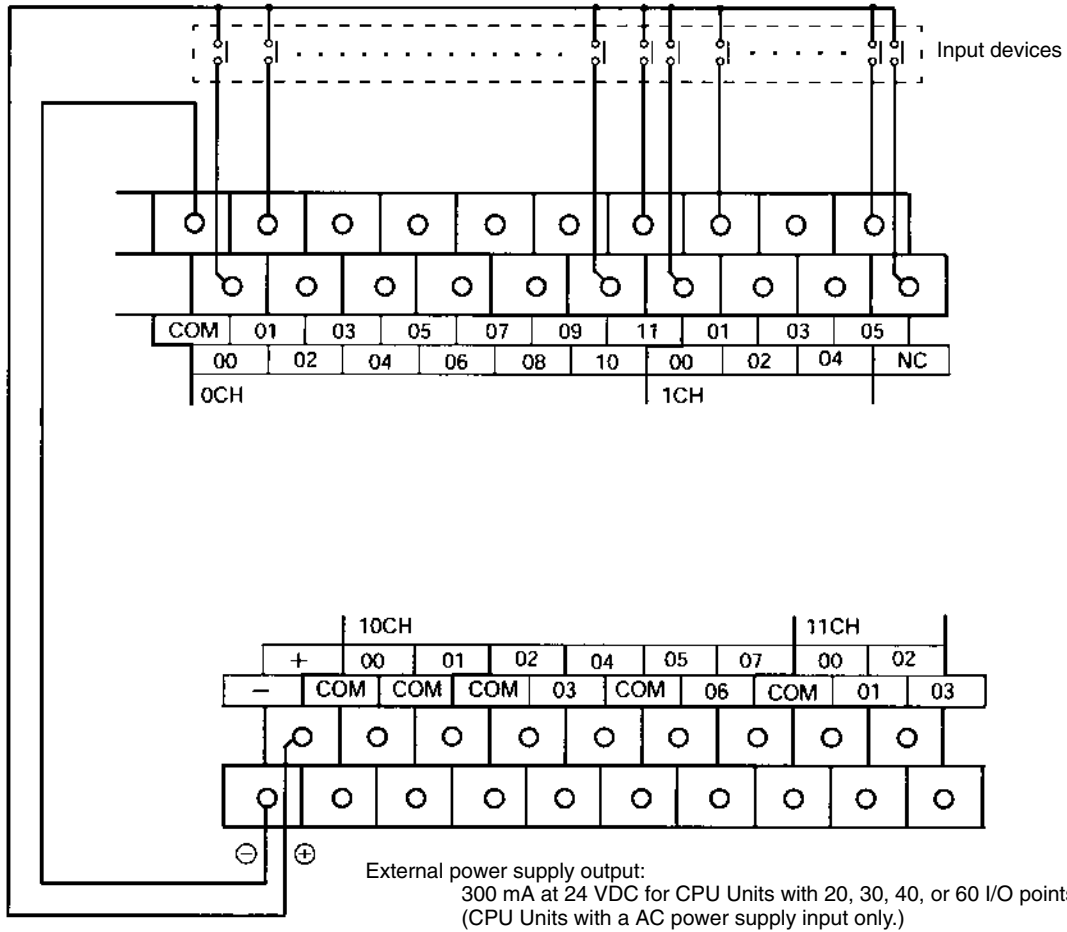 Input devices
COM 01 03 05 07 09 11 01 03 05
00 02 04 06 08 10 00 02 04 NC
0CH 1CH
10CH 11CH
+ 00 01 02 04 05 07 00 02
− COM COM COM 03 COM 06 COM 01 03
⊖ ⊕
External power supply output:
300 mA at 24 VDC for CPU Units with 20, 30, 40, or 60 I/O points
(CPU Units with a AC power supply input only.)